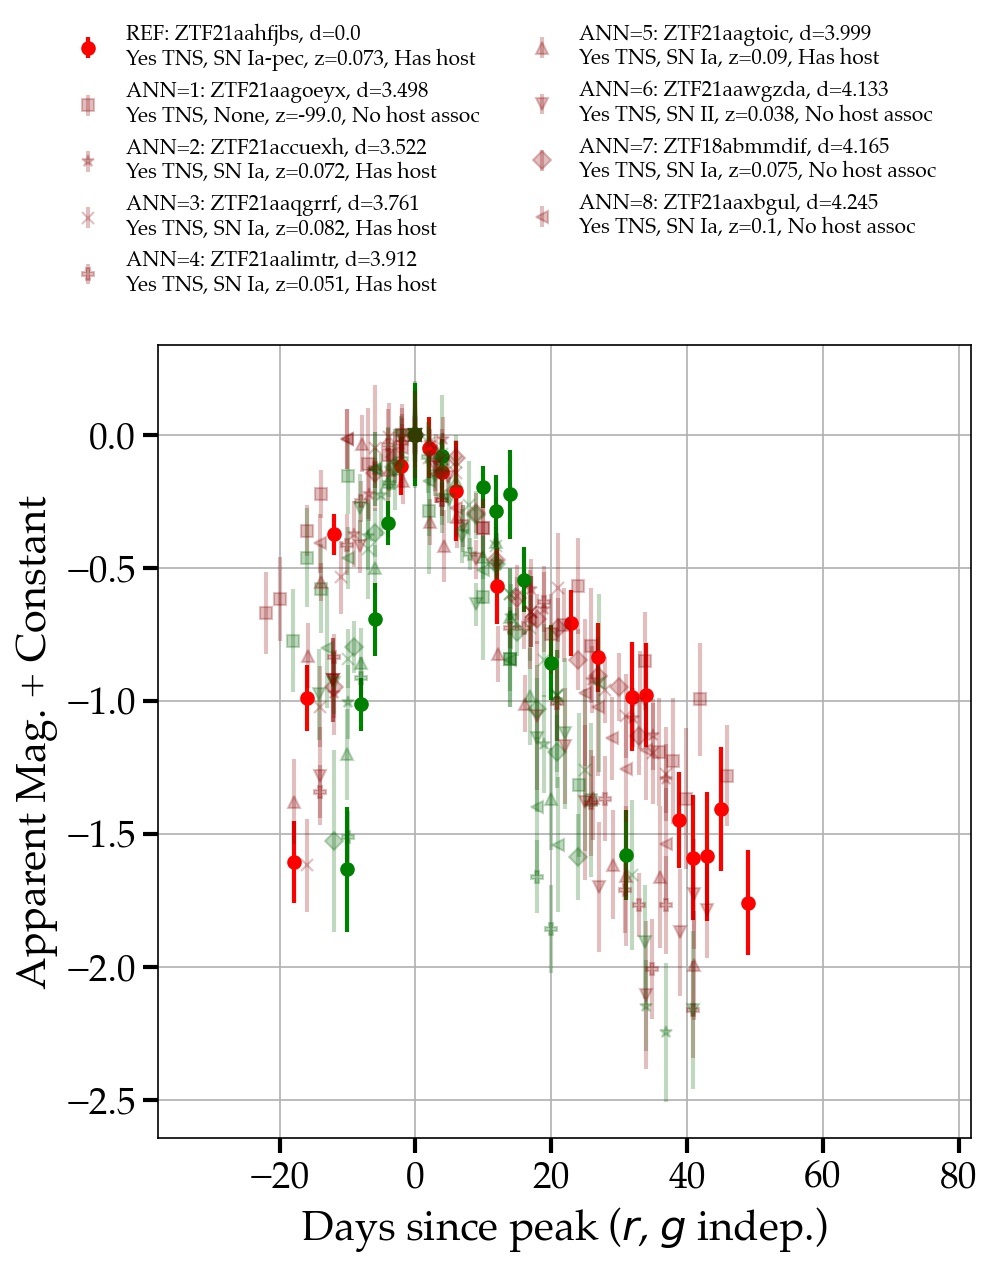 REF: ZTF21aahfjbs, d=0.0
Yes TNS, SN Ia-pec, z=0.073, Has host
ANN=1: ZTF21aagoeyx, d=3.498
Yes TNS, None, z=-99.0, No host assoc
ANN=2: ZTF21accuexh, d=3.522
Yes TNS, SN Ia, z=0.072, Has host
ANN=3: ZTF21aaqgrrf, d=3.761
Yes TNS, SN Ia, z=0.082, Has host
ANN=4: ZTF21aalimtr, d=3.912
Yes TNS, SN Ia, z=0.051, Has host
ANN=5: ZTF21aagtoic, d=3.999
Yes TNS, SN Ia, z=0.09, Has host
ANN=6: ZTF21aawgzda, d=4.133
Yes TNS, SN II, z=0.038, No host assoc
ANN=7: ZTF18abmmdif, d=4.165
Yes TNS, SN Ia, z=0.075, No host assoc
ANN=8: ZTF21aaxbgul, d=4.245
Yes TNS, SN Ia, z=0.1, No host assoc
Apparent Mag. + Constant
0.0
−0.5
−1.0
−1.5
−2.0
−2.5
−20 0 20 40 60 80
Days since peak (r, g indep.)